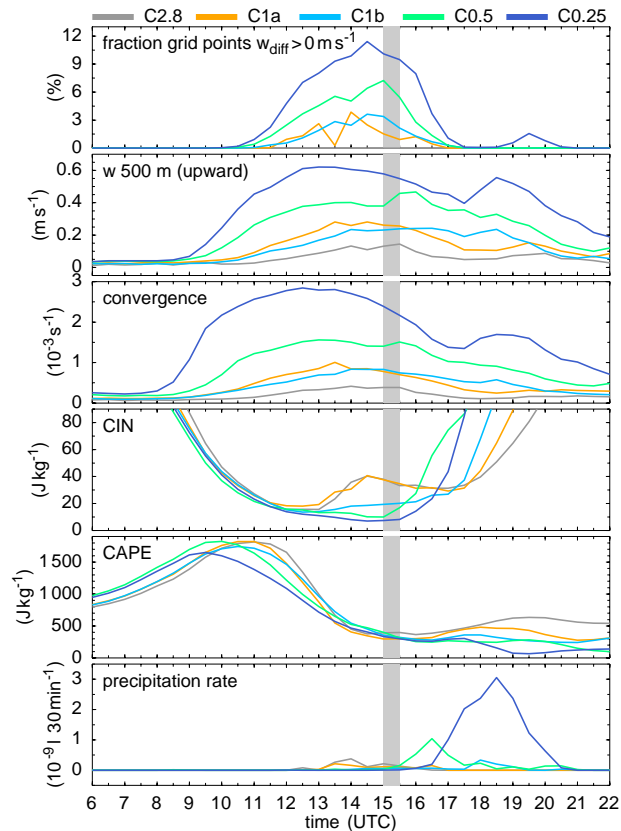 C2.8 C1a C1b C0.5 C0.25
fraction grid points w_diff > 0 m s⁻¹
(%)
12
9
6
3
0
w 500 m (upward)
(m s⁻¹)
0.6
0.4
0.2
0
convergence
(10⁻³ s⁻¹)
3
2
1
0
CIN
(J kg⁻¹)
80
60
40
20
0
CAPE
(J kg⁻¹)
1500
1000
500
0
precipitation rate
(10⁻⁹ l 30 min⁻¹)
3
2
1
0
6 7 8 9 10 11 12 13 14 15 16 17 18 19 20 21 22
time (UTC)